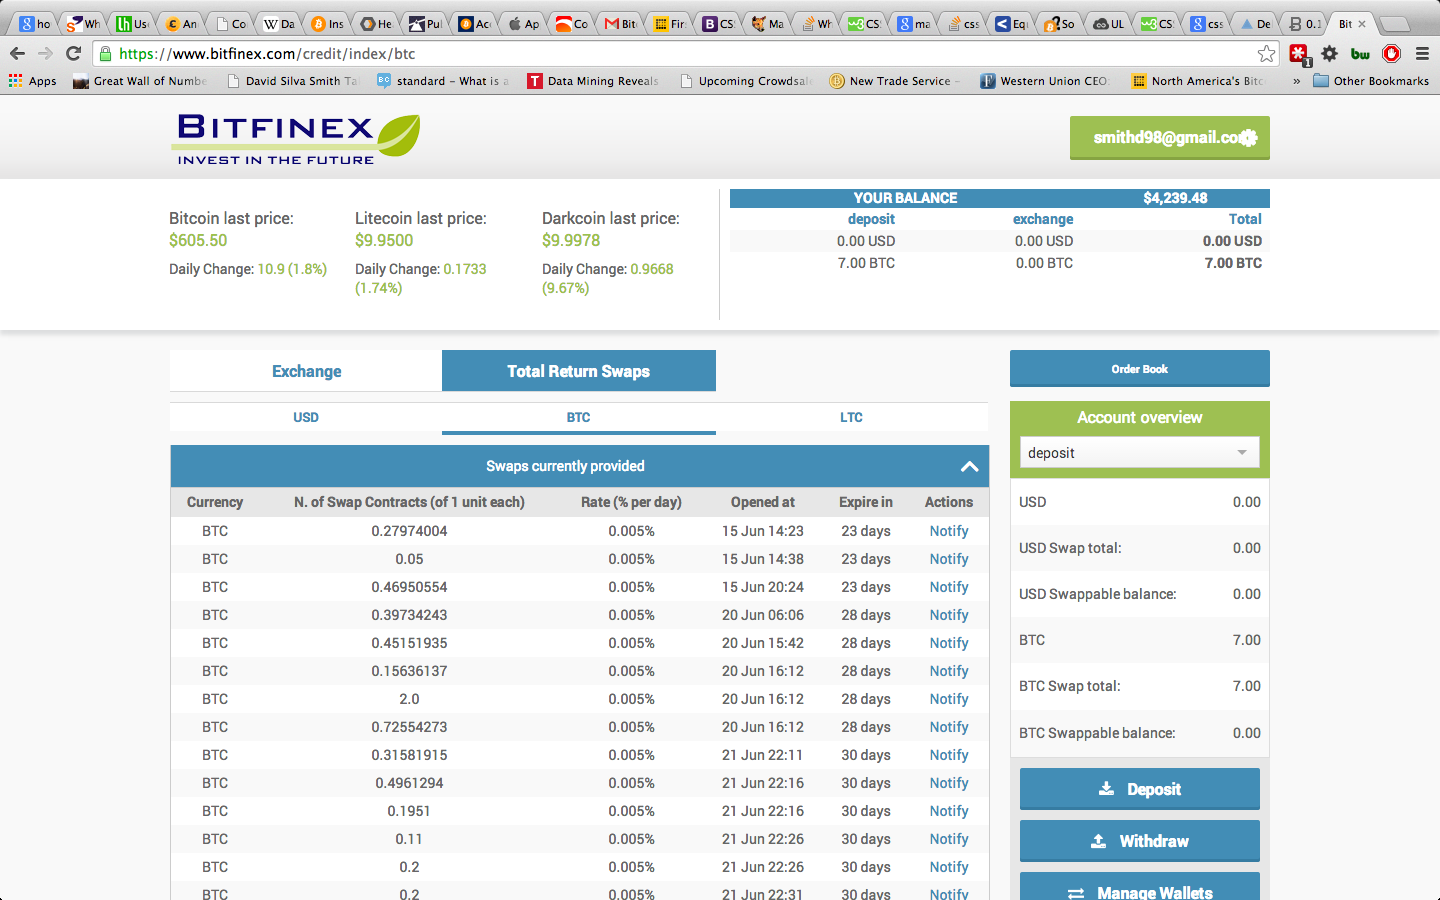 ho Wh Us An Co W Da Ins He Pul Acc Ap Co Bit Fir B CS Ma Wh CS ma css Equ So UL CS css De 0.1 Bit
https://www.bitfinex.com/credit/index/btc
Apps Great Wall of Numbe David Silva Smith Ta standard – What is a Data Mining Reveals Upcoming Crowdsale New Trade Service – Western Union CEO: North America's Bitc » Other Bookmarks
BITFINEX
INVEST IN THE FUTURE
smithd98@gmail.co
Bitcoin last price:
$605.50
Daily Change: 10.9 (1.8%)
Litecoin last price:
$9.9500
Daily Change: 0.1733
(1.74%)
Darkcoin last price:
$9.9978
Daily Change: 0.9668
(9.67%)
YOUR BALANCE $4,239.48
deposit exchange Total
0.00 USD 0.00 USD 0.00 USD
7.00 BTC 0.00 BTC 7.00 BTC
Exchange Total Return Swaps
USD BTC LTC
Swaps currently provided
Currency N. of Swap Contracts (of 1 unit each) Rate (% per day) Opened at Expire in Actions
BTC 0.27974004 0.005% 15 Jun 14:23 23 days Notify
BTC 0.05 0.005% 15 Jun 14:38 23 days Notify
BTC 0.46950554 0.005% 15 Jun 20:24 23 days Notify
BTC 0.39734243 0.005% 20 Jun 06:06 28 days Notify
BTC 0.45151935 0.005% 20 Jun 15:42 28 days Notify
BTC 0.15636137 0.005% 20 Jun 16:12 28 days Notify
BTC 2.0 0.005% 20 Jun 16:12 28 days Notify
BTC 0.72554273 0.005% 20 Jun 16:12 28 days Notify
BTC 0.31581915 0.005% 21 Jun 22:11 30 days Notify
BTC 0.4961294 0.005% 21 Jun 22:16 30 days Notify
BTC 0.1951 0.005% 21 Jun 22:16 30 days Notify
BTC 0.11 0.005% 21 Jun 22:26 30 days Notify
BTC 0.2 0.005% 21 Jun 22:26 30 days Notify
BTC 0.2 0.005% 21 Jun 22:31 30 days Notify
Order Book
Account overview
deposit
USD 0.00
USD Swap total: 0.00
USD Swappable balance: 0.00
BTC 7.00
BTC Swap total: 7.00
BTC Swappable balance: 0.00
Deposit
Withdraw
Manage Wallets